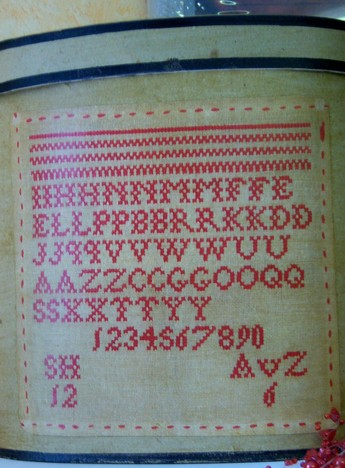 HHHNNMMFFE
ELLPPBBRRKKDD
JJqqVVWWUU
AAZZCCGGOOQQ
SSXXTTYY
1234567890
SH AvZ
12 6